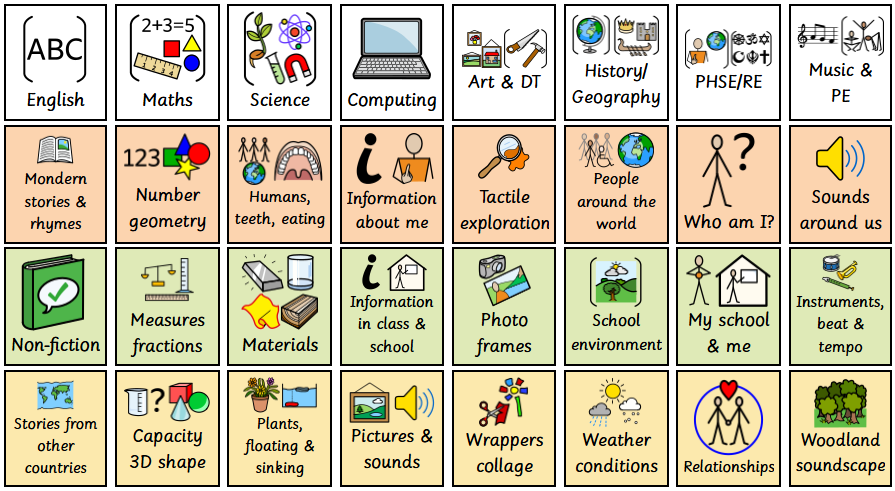 ABC
English
2+3=5
1 2 3 4
Maths
Science
Computing
Art & DT
History/
Geography
PHSE/RE
Music &
PE
Mondern
stories &
rhymes
123
Number
geometry
Humans,
teeth, eating
i
Information
about me
Tactile
exploration
People
around the
world
?
Who am I?
Sounds
around us
Non-fiction
Measures
fractions
Materials
i
Information
in class &
school
Photo
frames
School
environment
My school
& me
Instruments,
beat &
tempo
Stories from
other
countries
?
Capacity
3D shape
Plants,
floating &
sinking
Pictures &
sounds
Wrappers
collage
Weather
conditions
Relationships
Woodland
soundscape